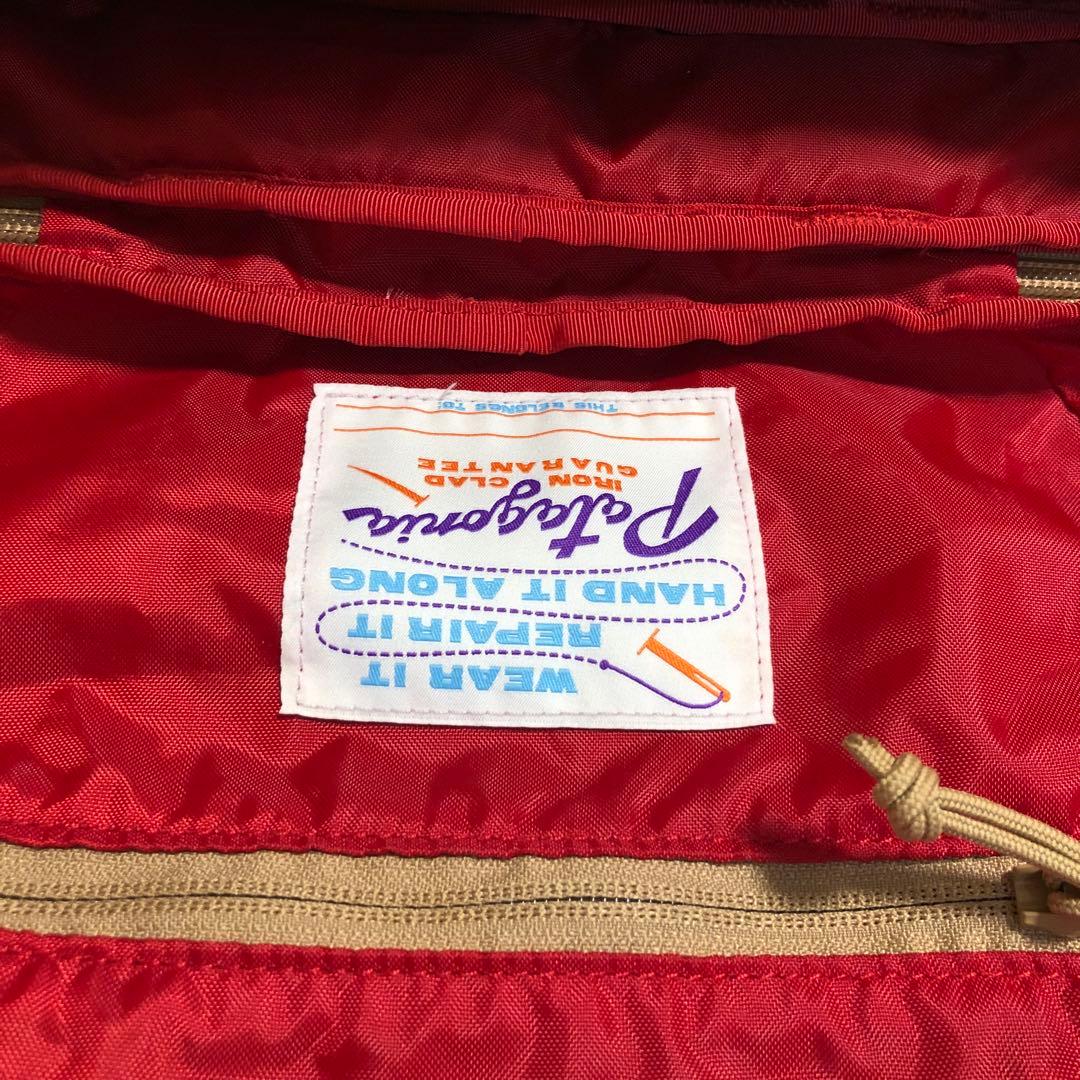 WEAR IT
REPAIR IT
HAND IT ALONG
Patagonia
IRON CLAD
GUARANTEE
THIS BELONGS TO: